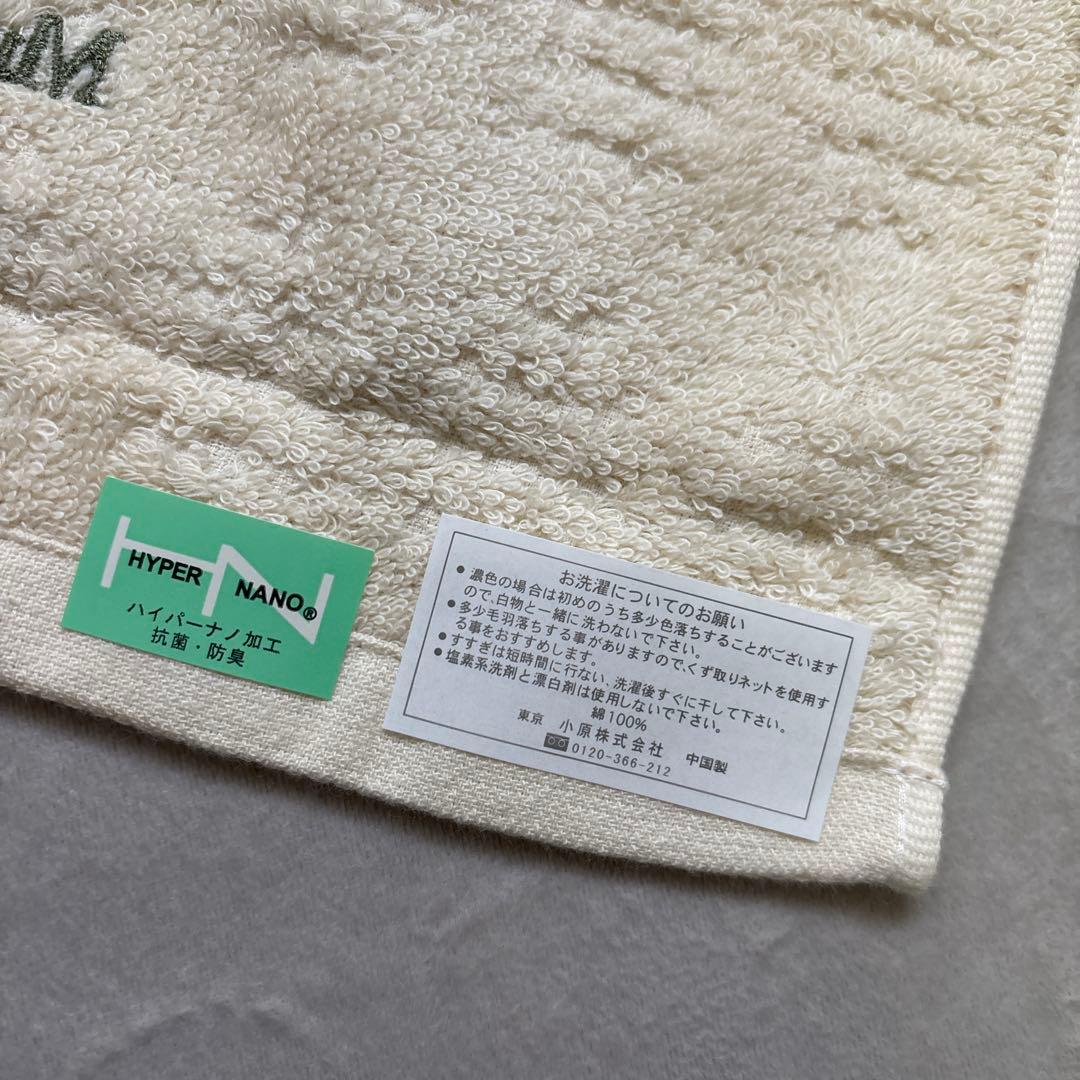 HYPER NANO®
ハイパーナノ加工
抗菌・防臭
お洗濯についてのお願い
●濃色の場合は初めのうち多少色落ちすることがございます
ので、白物と一緒に洗わないで下さい。
●多少毛羽落ちする事がありますので、くず取りネットを使用す
る事をおすすめします。
●すすぎは短時間に行ない、洗濯後すぐに干して下さい。
●塩素系洗剤と漂白剤は使用しないで下さい。
綿100%
東京 小原株式会社 中国製
0120-366-212